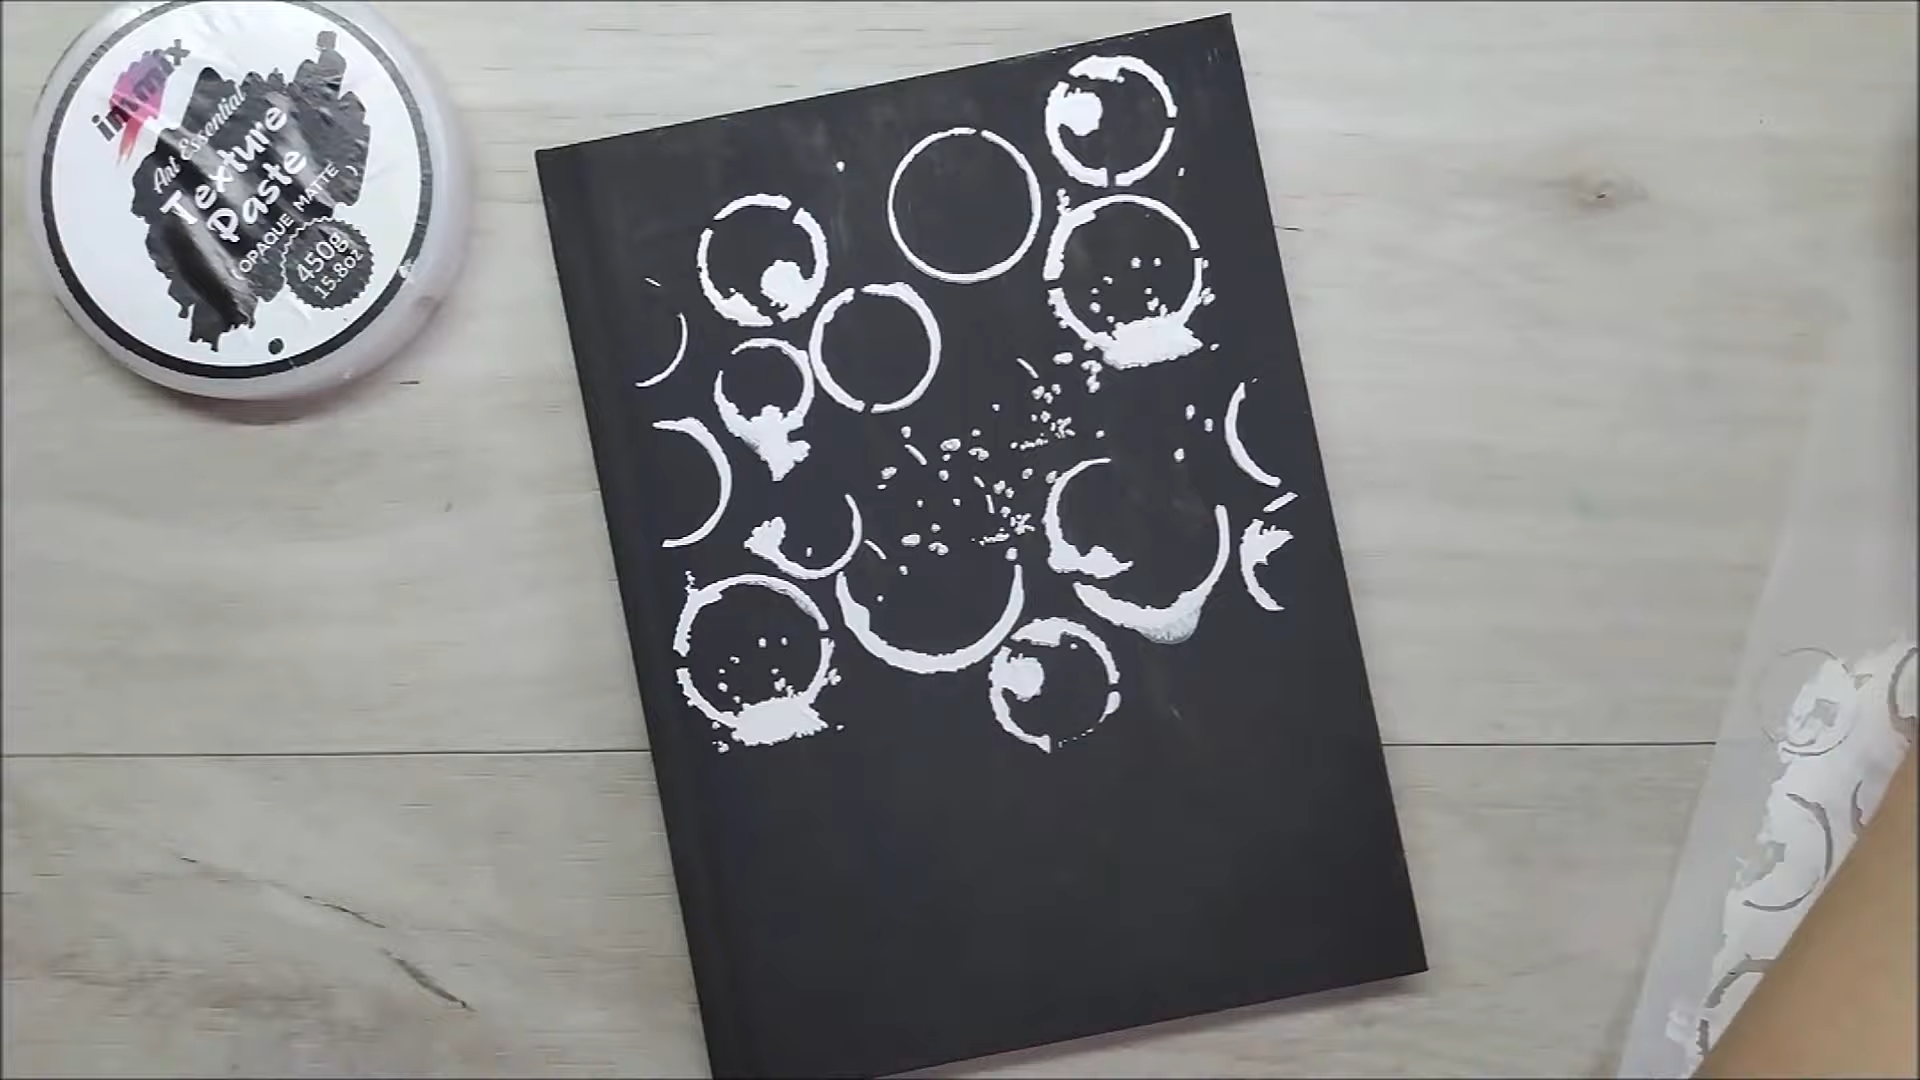 Art Essential
Texture
Paste
(OPAQUE MATTE)
450g
15.8oz